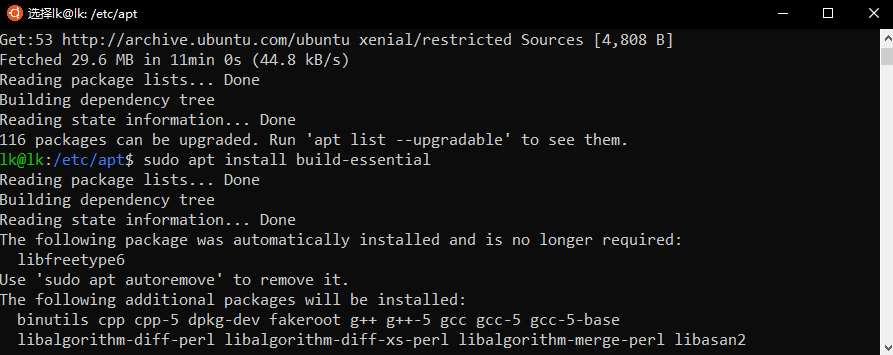 选择lk@lk: /etc/apt
Get:53 http://archive.ubuntu.com/ubuntu xenial/restricted Sources [4,808 B]
Fetched 29.6 MB in 11min 0s (44.8 kB/s)
Reading package lists... Done
Building dependency tree
Reading state information... Done
116 packages can be upgraded. Run 'apt list --upgradable' to see them.
lk@lk:/etc/apt$ sudo apt install build-essential
Reading package lists... Done
Building dependency tree
Reading state information... Done
The following package was automatically installed and is no longer required:
  libfreetype6
Use 'sudo apt autoremove' to remove it.
The following additional packages will be installed:
  binutils cpp cpp-5 dpkg-dev fakeroot g++ g++-5 gcc gcc-5 gcc-5-base
  libalgorithm-diff-perl libalgorithm-diff-xs-perl libalgorithm-merge-perl libasan2